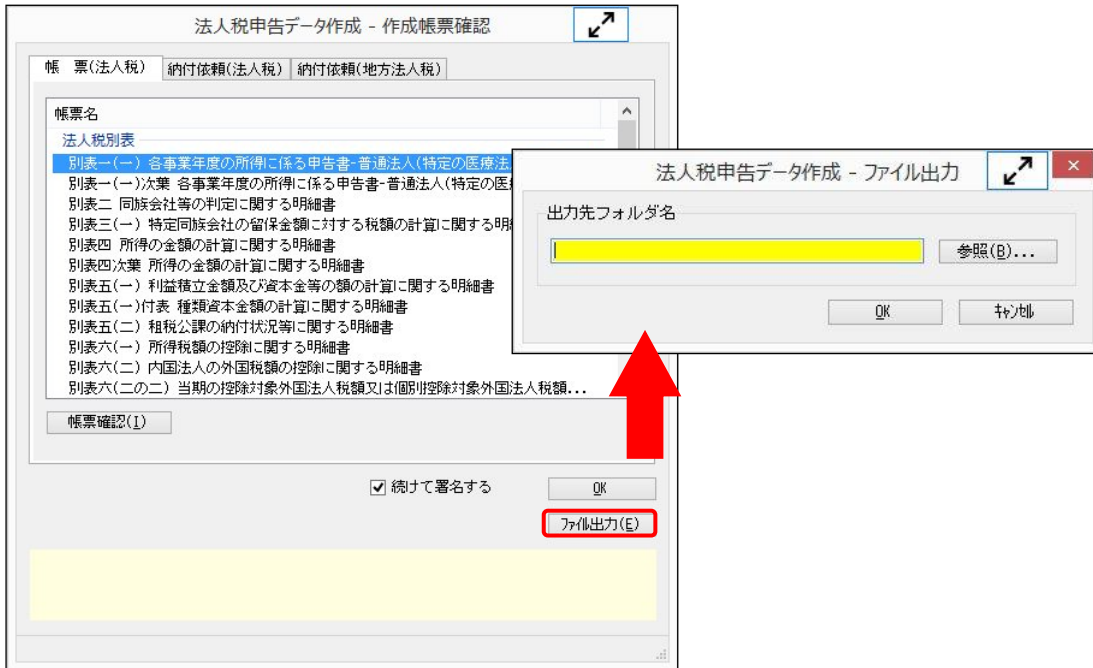 法人税申告データ作成 - 作成帳票確認
帳　票(法人税)
納付依頼(法人税)
納付依頼(地方法人税)
帳票名
法人税別表
別表一(一) 各事業年度の所得に係る申告書-普通法人(特定の医療法
別表一(一)次葉 各事業年度の所得に係る申告書-普通法人(特定の医
別表二 同族会社等の判定に関する明細書
別表三(一) 特定同族会社の留保金額に対する税額の計算に関する明
別表四 所得の金額の計算に関する明細書
別表四次葉 所得の金額の計算に関する明細書
別表五(一) 利益積立金額及び資本金等の額の計算に関する明細書
別表五(一)付表 種類資本金額の計算に関する明細書
別表五(二) 租税公課の納付状況等に関する明細書
別表六(一) 所得税額の控除に関する明細書
別表六(二) 内国法人の外国税額の控除に関する明細書
別表六(二の二) 当期の控除対象外国法人税額又は個別控除対象外国法人税額...
帳票確認(I)
続けて署名する
OK
ファイル出力(E)
法人税申告データ作成 - ファイル出力
出力先フォルダ名
参照(B)...
OK
キャンセル